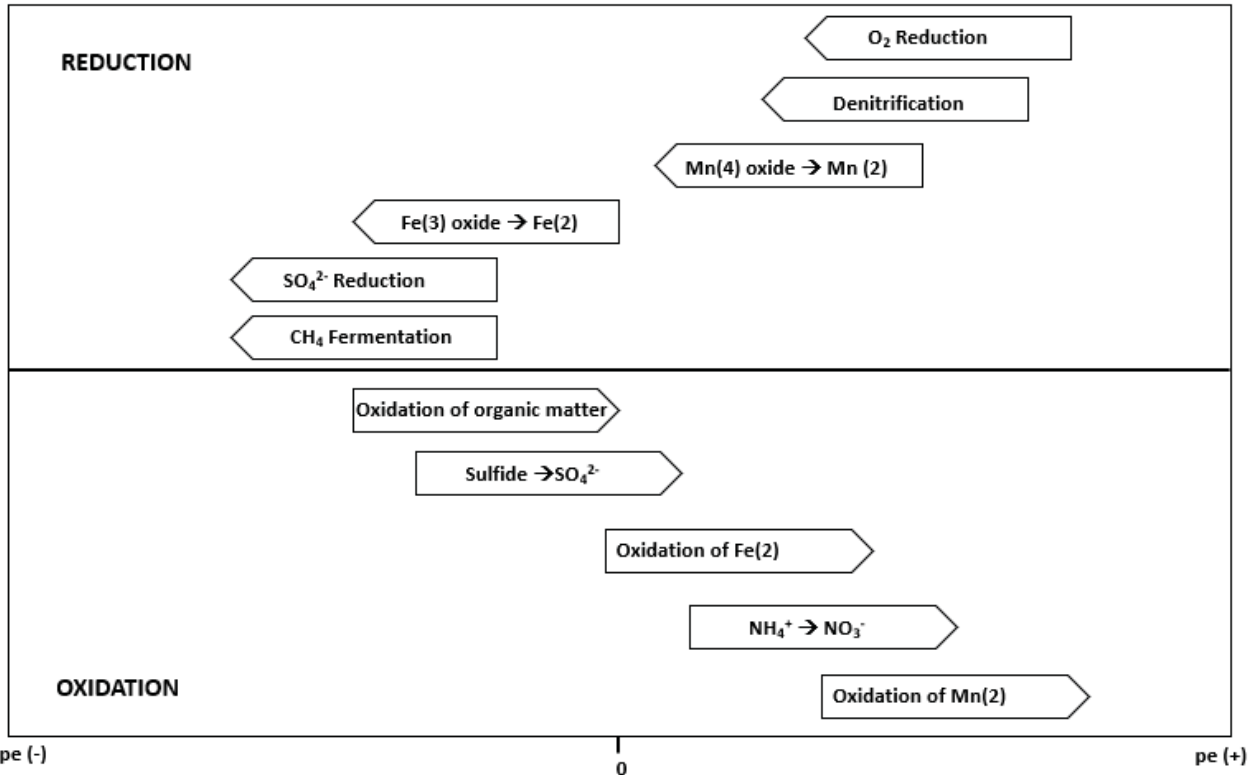 REDUCTION
O₂ Reduction
Denitrification
Mn(4) oxide → Mn (2)
Fe(3) oxide → Fe(2)
SO₄²⁻ Reduction
CH₄ Fermentation
Oxidation of organic matter
Sulfide →SO₄²⁻
Oxidation of Fe(2)
NH₄⁺ → NO₃⁻
OXIDATION
Oxidation of Mn(2)
pe (-)
0
pe (+)